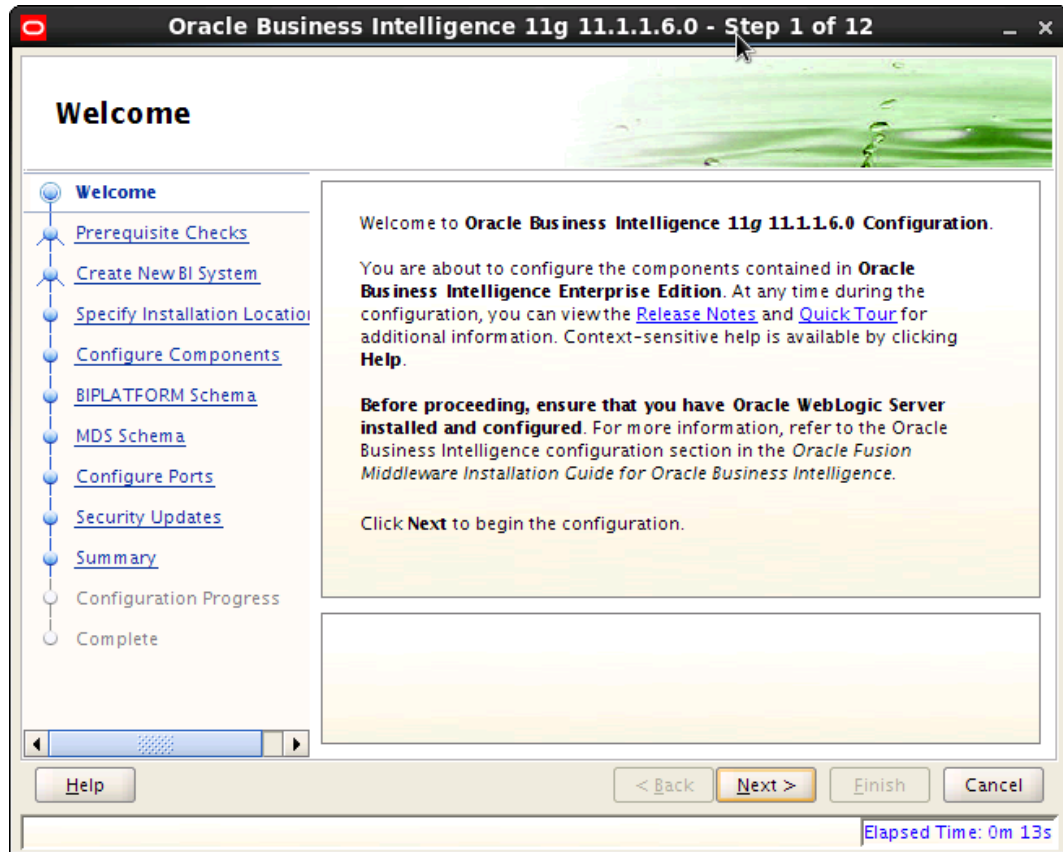 Oracle Business Intelligence 11g 11.1.1.6.0 - Step 1 of 12
Welcome
Welcome
Prerequisite Checks
Create New BI System
Specify Installation Location
Configure Components
BIPLATFORM Schema
MDS Schema
Configure Ports
Security Updates
Summary
Configuration Progress
Complete
Welcome to Oracle Business Intelligence 11g 11.1.1.6.0 Configuration.
You are about to configure the components contained in Oracle
Business Intelligence Enterprise Edition. At any time during the
configuration, you can view the Release Notes and Quick Tour for
additional information. Context-sensitive help is available by clicking
Help.
Before proceeding, ensure that you have Oracle WebLogic Server
installed and configured. For more information, refer to the Oracle
Business Intelligence configuration section in the Oracle Fusion
Middleware Installation Guide for Oracle Business Intelligence.
Click Next to begin the configuration.
Help
< Back
Next >
Finish
Cancel
Elapsed Time: 0m 13s